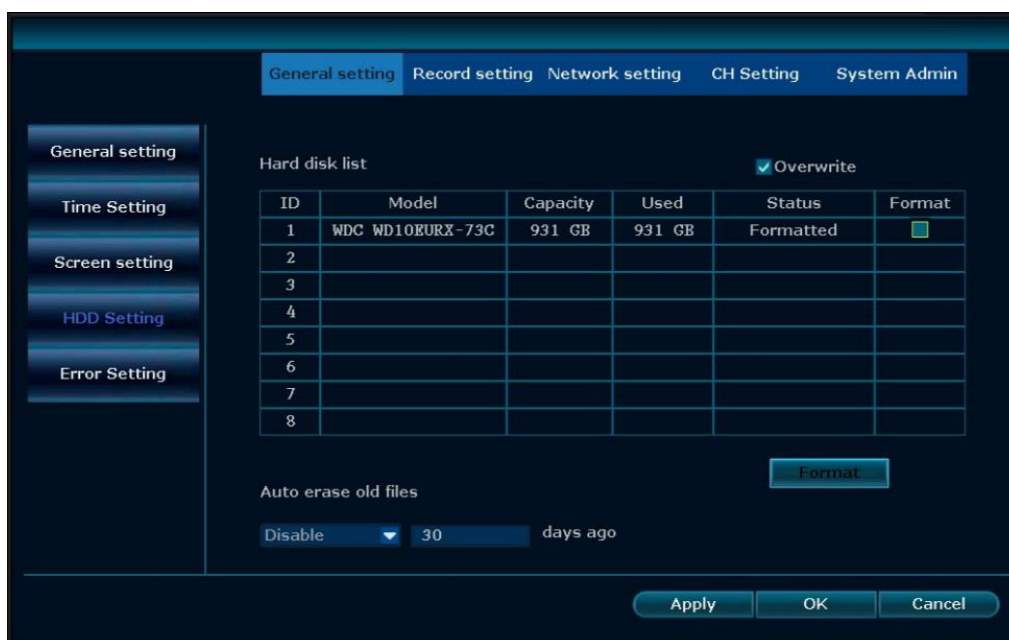 General setting Record setting Network setting CH Setting System Admin
General setting
Time Setting
Screen setting
HDD Setting
Error Setting
Hard disk list Overwrite
ID Model Capacity Used Status Format
1 WDC WD10EURX-73C 931 GB 931 GB Formatted
2
3
4
5
6
7
8
Format
Auto erase old files
Disable 30 days ago
Apply OK Cancel